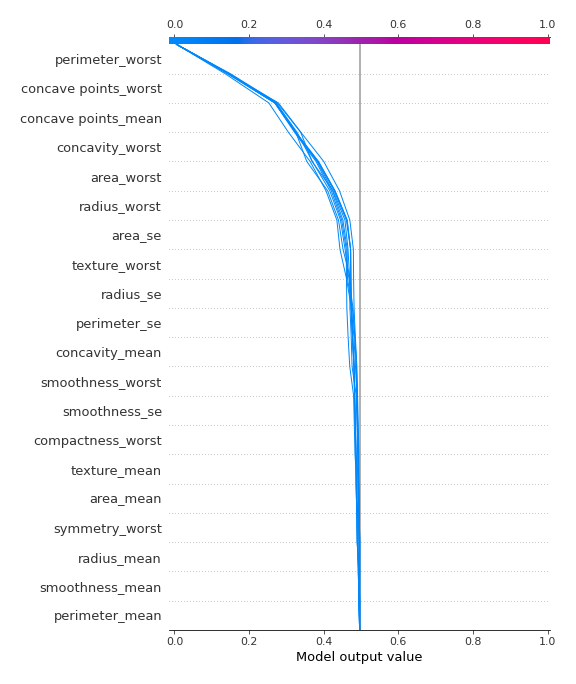 0.0 0.2 0.4 0.6 0.8 1.0
perimeter_worst
concave points_worst
concave points_mean
concavity_worst
area_worst
radius_worst
area_se
texture_worst
radius_se
perimeter_se
concavity_mean
smoothness_worst
smoothness_se
compactness_worst
texture_mean
area_mean
symmetry_worst
radius_mean
smoothness_mean
perimeter_mean
0.0 0.2 0.4 0.6 0.8 1.0
Model output value